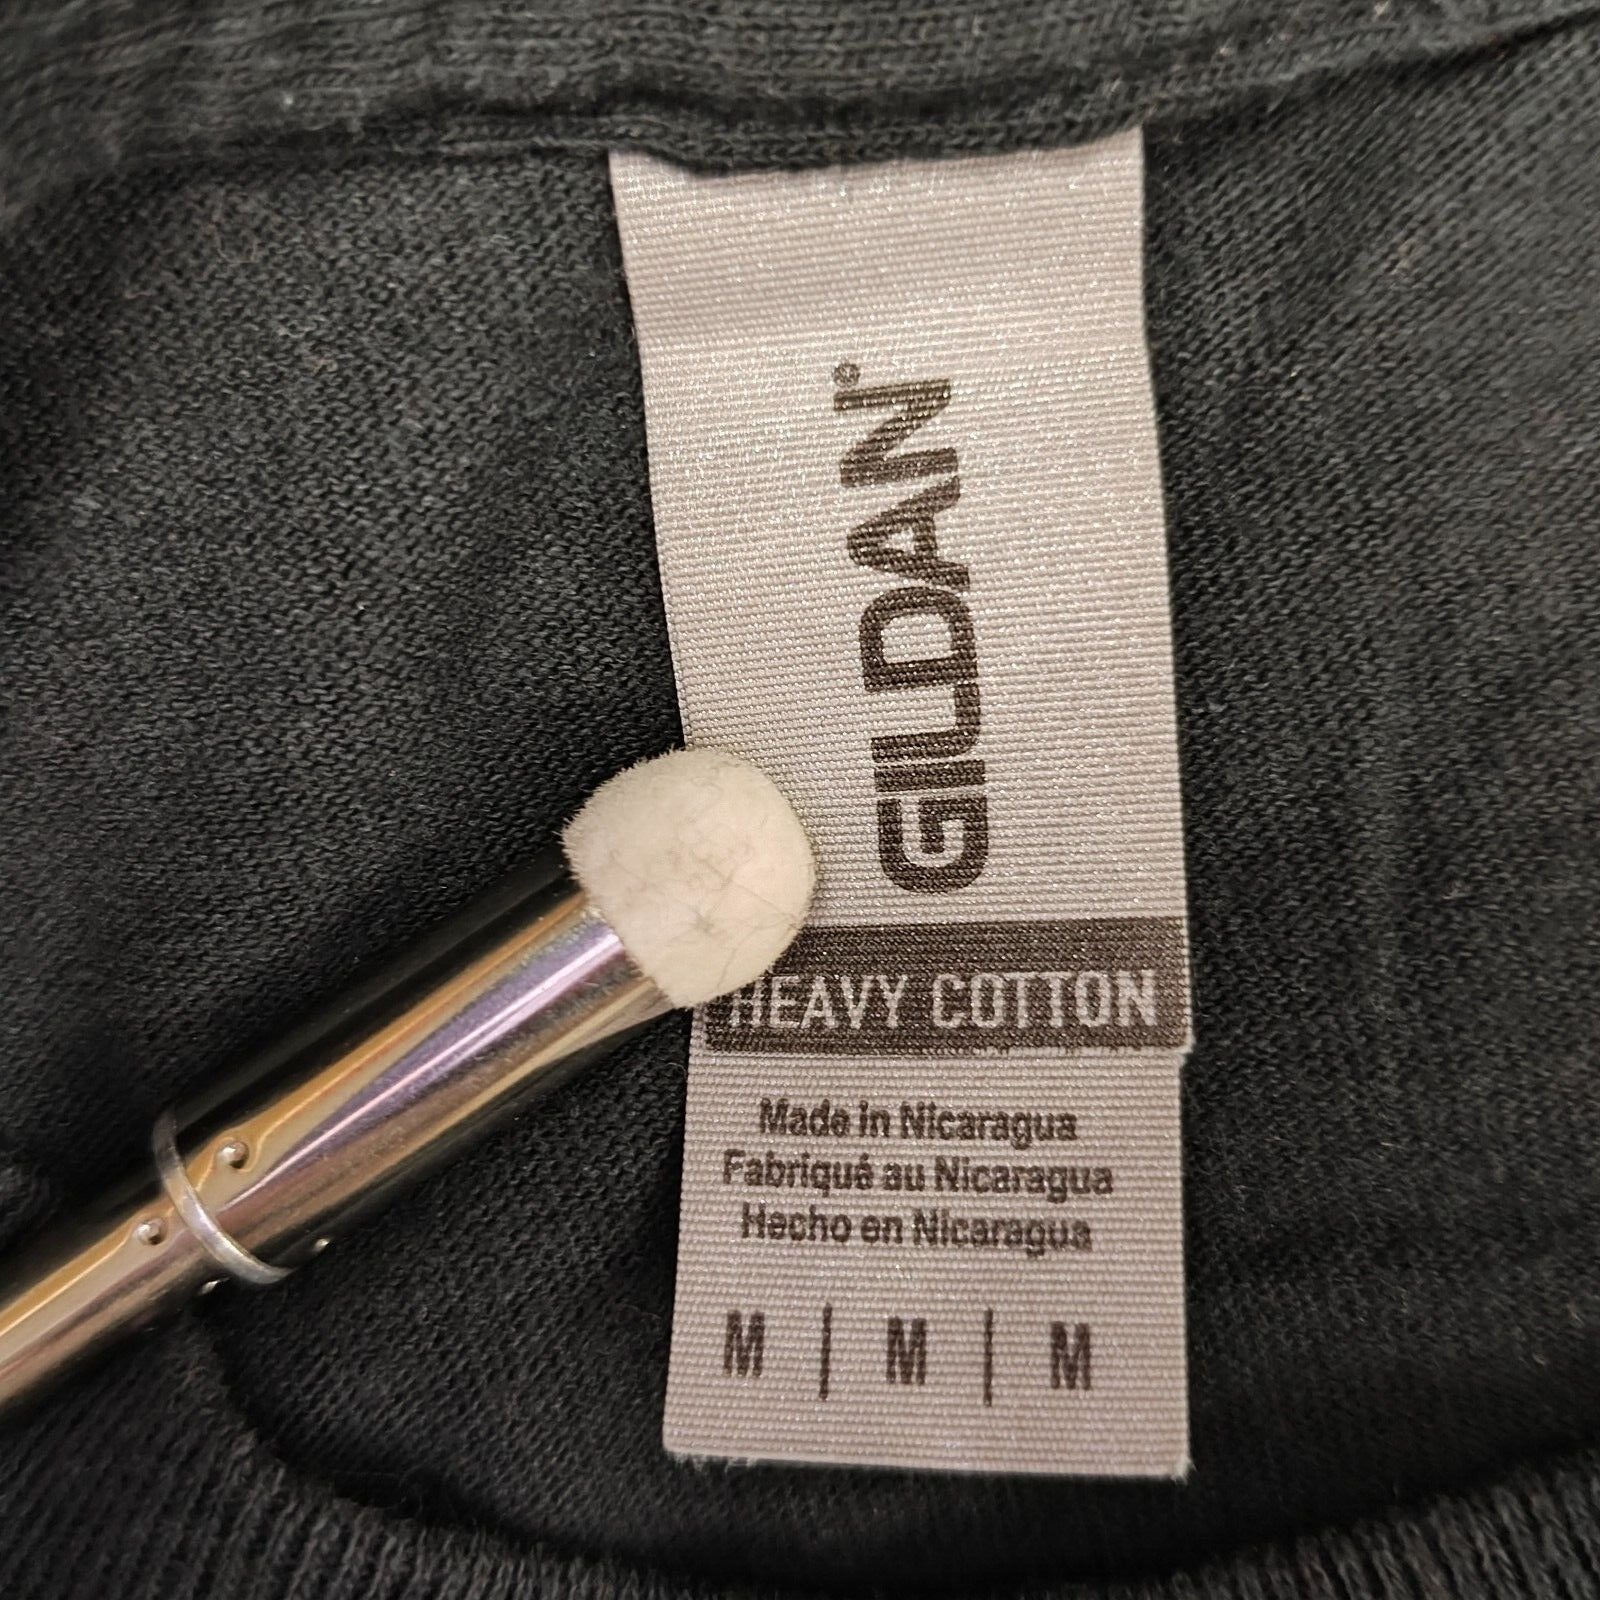 GILDAN®
HEAVY COTTON
Made in Nicaragua
Fabriqué au Nicaragua
Hecho en Nicaragua
M | M | M